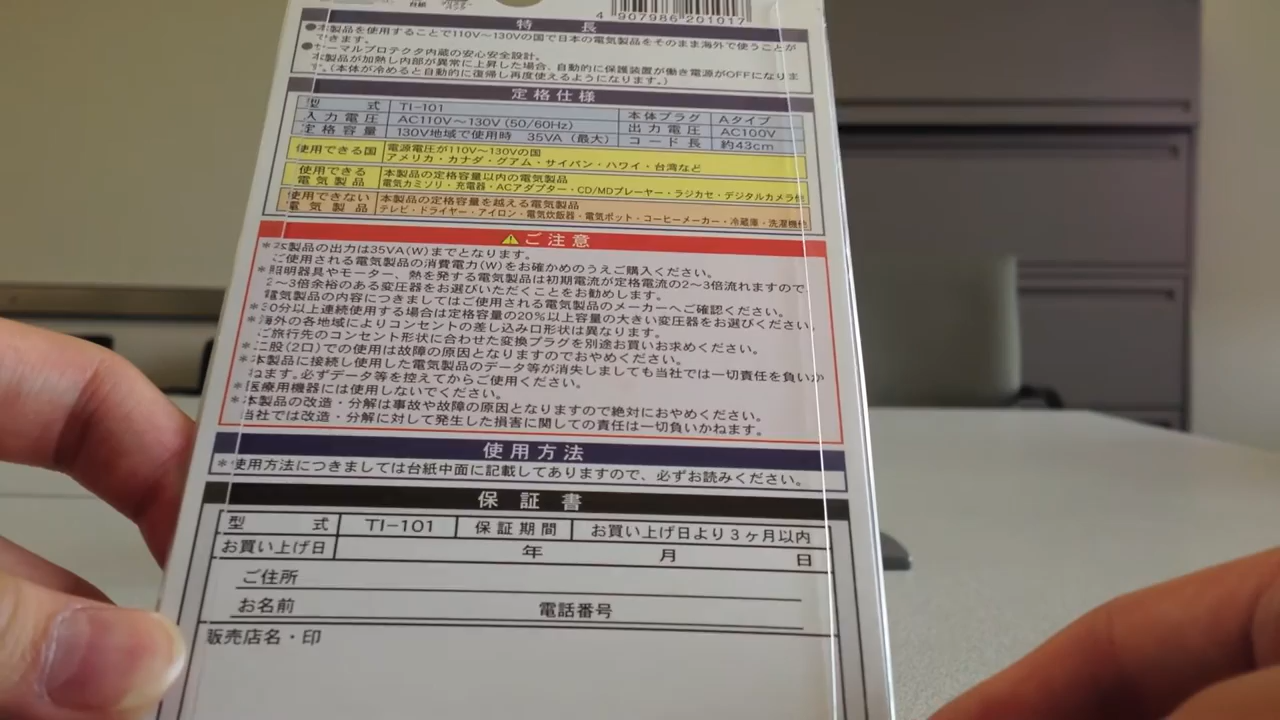 台紙
4 907986 201017
特 長
●本製品を使用することで110V〜130Vの国で日本の電気製品をそのまま海外で使うことが
できます。
●サーマルプロテクタ内蔵の安心安全設計。
本製品が加熱し内部が異常に上昇した場合、自動的に保護装置が働き電源がOFFになりま
す。(本体が冷めると自動的に復帰し再度使えるようになります。)
定格仕様
型 式 TI-101 本体プラグ Aタイプ
入力電圧 AC110V〜130V (50/60Hz) 出力電圧 AC100V
定格容量 130V地域で使用時 35VA (最大) コード長 約43cm
使用できる国 電源電圧が110V〜130Vの国
アメリカ・カナダ・グアム・サイパン・ハワイ・台湾など
使用できる電気製品 本製品の定格容量以内の電気製品
電気カミソリ・充電器・ACアダプター・CD/MDプレーヤー・ラジカセ・デジタルカメラ他
使用できない電気製品 本製品の定格容量を越える電気製品
テレビ・ドライヤー・アイロン・電気炊飯器・電気ポット・コーヒーメーカー・冷蔵庫・洗濯機他
ご注意
*本製品の出力は35VA(W)までとなります。
ご使用される電気製品の消費電力(W)をお確かめのうえご購入ください。
*照明器具やモーター、熱を発する電気製品は初期電流が定格電流の2〜3倍流れますので
2〜3倍余裕のある変圧器をお選びいただくことをお勧めします。
電気製品の内容につきましてはご使用される電気製品のメーカーへご確認ください。
*30分以上連続使用する場合は定格容量の20%以上容量の大きい変圧器をお選びください
*海外の各地域によりコンセントの差し込み口形状は異なります。
ご旅行先のコンセント形状に合わせた変換プラグを別途お買いお求めください。
*二股(2口)での使用は故障の原因となりますのでおやめください。
*本製品に接続し使用した電気製品のデータ等が消失しましても当社では一切責任を負いか
ねます。必ずデータ等を控えてからご使用ください。
*医療用機器には使用しないでください。
*本製品の改造・分解は事故や故障の原因となりますので絶対におやめください。
当社では改造・分解に対して発生した損害に関しての責任は一切負いかねます。
使用方法
*使用方法につきましては台紙中面に記載してありますので、必ずお読みください。
保 証 書
型 式 TI-101 保証期間 お買い上げ日より3ヶ月以内
お買い上げ日 年 月 日
ご住所
お名前 電話番号
販売店名・印